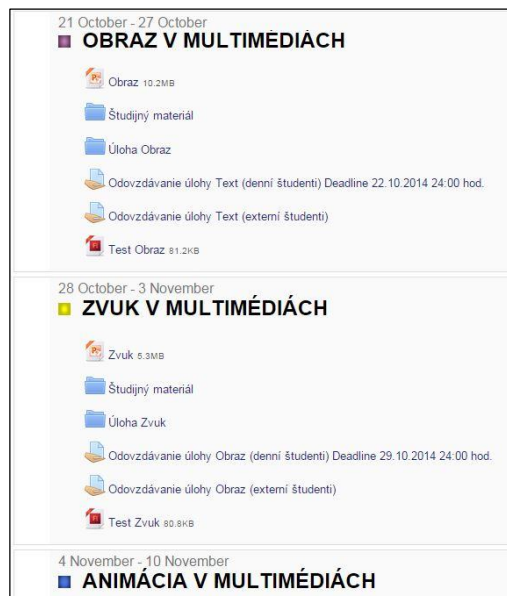 21 October - 27 October
OBRAZ V MULTIMÉDIÁCH
Obraz 10.2MB
Študijný materiál
Úloha Obraz
Odovzdávanie úlohy Text (denní študenti) Deadline 22.10.2014 24:00 hod.
Odovzdávanie úlohy Text (externí študenti)
Test Obraz 81.2KB
28 October - 3 November
ZVUK V MULTIMÉDIÁCH
Zvuk 5.3MB
Študijný materiál
Úloha Zvuk
Odovzdávanie úlohy Obraz (denní študenti) Deadline 29.10.2014 24:00 hod.
Odovzdávanie úlohy Obraz (externí študenti)
Test Zvuk 80.8KB
4 November - 10 November
ANIMÁCIA V MULTIMÉDIÁCH